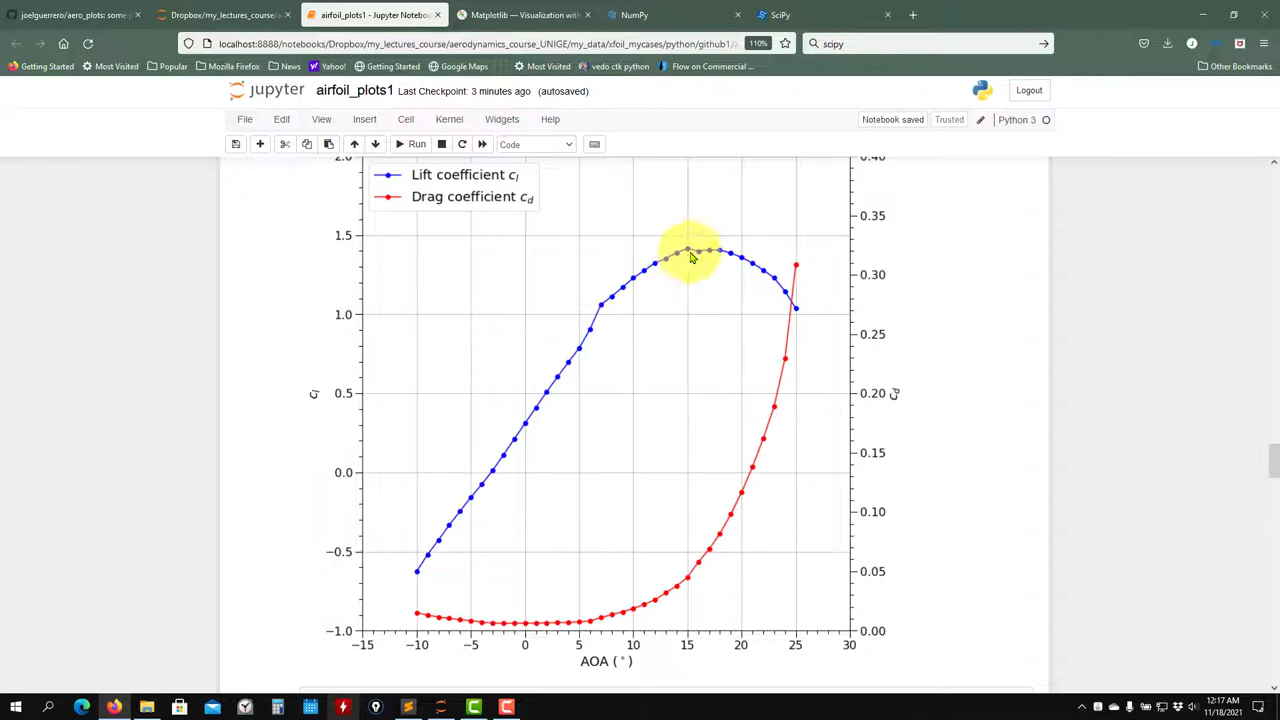 joelguerrero/aero_plots: some p
Dropbox/my_lectures_course/a
airfoil_plots1 - Jupyter Noteboo
Matplotlib — Visualization with
NumPy
SciPy
localhost:8888/notebooks/Dropbox/my_lectures_course/aerodynamics_course_UNIGE/my_data/xfoil_mycases/python/github1/a
110%
scipy
Getting Started
Most Visited
Popular
Mozilla Firefox
News
Yahoo!
Getting Started
Google Maps
Most Visited
vedo ctk python
Flow on Commercial ...
Other Bookmarks
jupyter
airfoil_plots1 Last Checkpoint: 3 minutes ago (autosaved)
Logout
File Edit View Insert Cell Kernel Widgets Help
Notebook saved
Trusted
Python 3
Run
Code
2.0
0.40
Lift coefficient cl
Drag coefficient cd
0.35
1.5
0.30
1.0
0.25
0.5
cl
0.20
cd
0.15
0.0
0.10
−0.5
0.05
−1.0
0.00
−15 −10 −5 0 5 10 15 20 25 30
AOA (°)
12:17 AM
11/18/2021